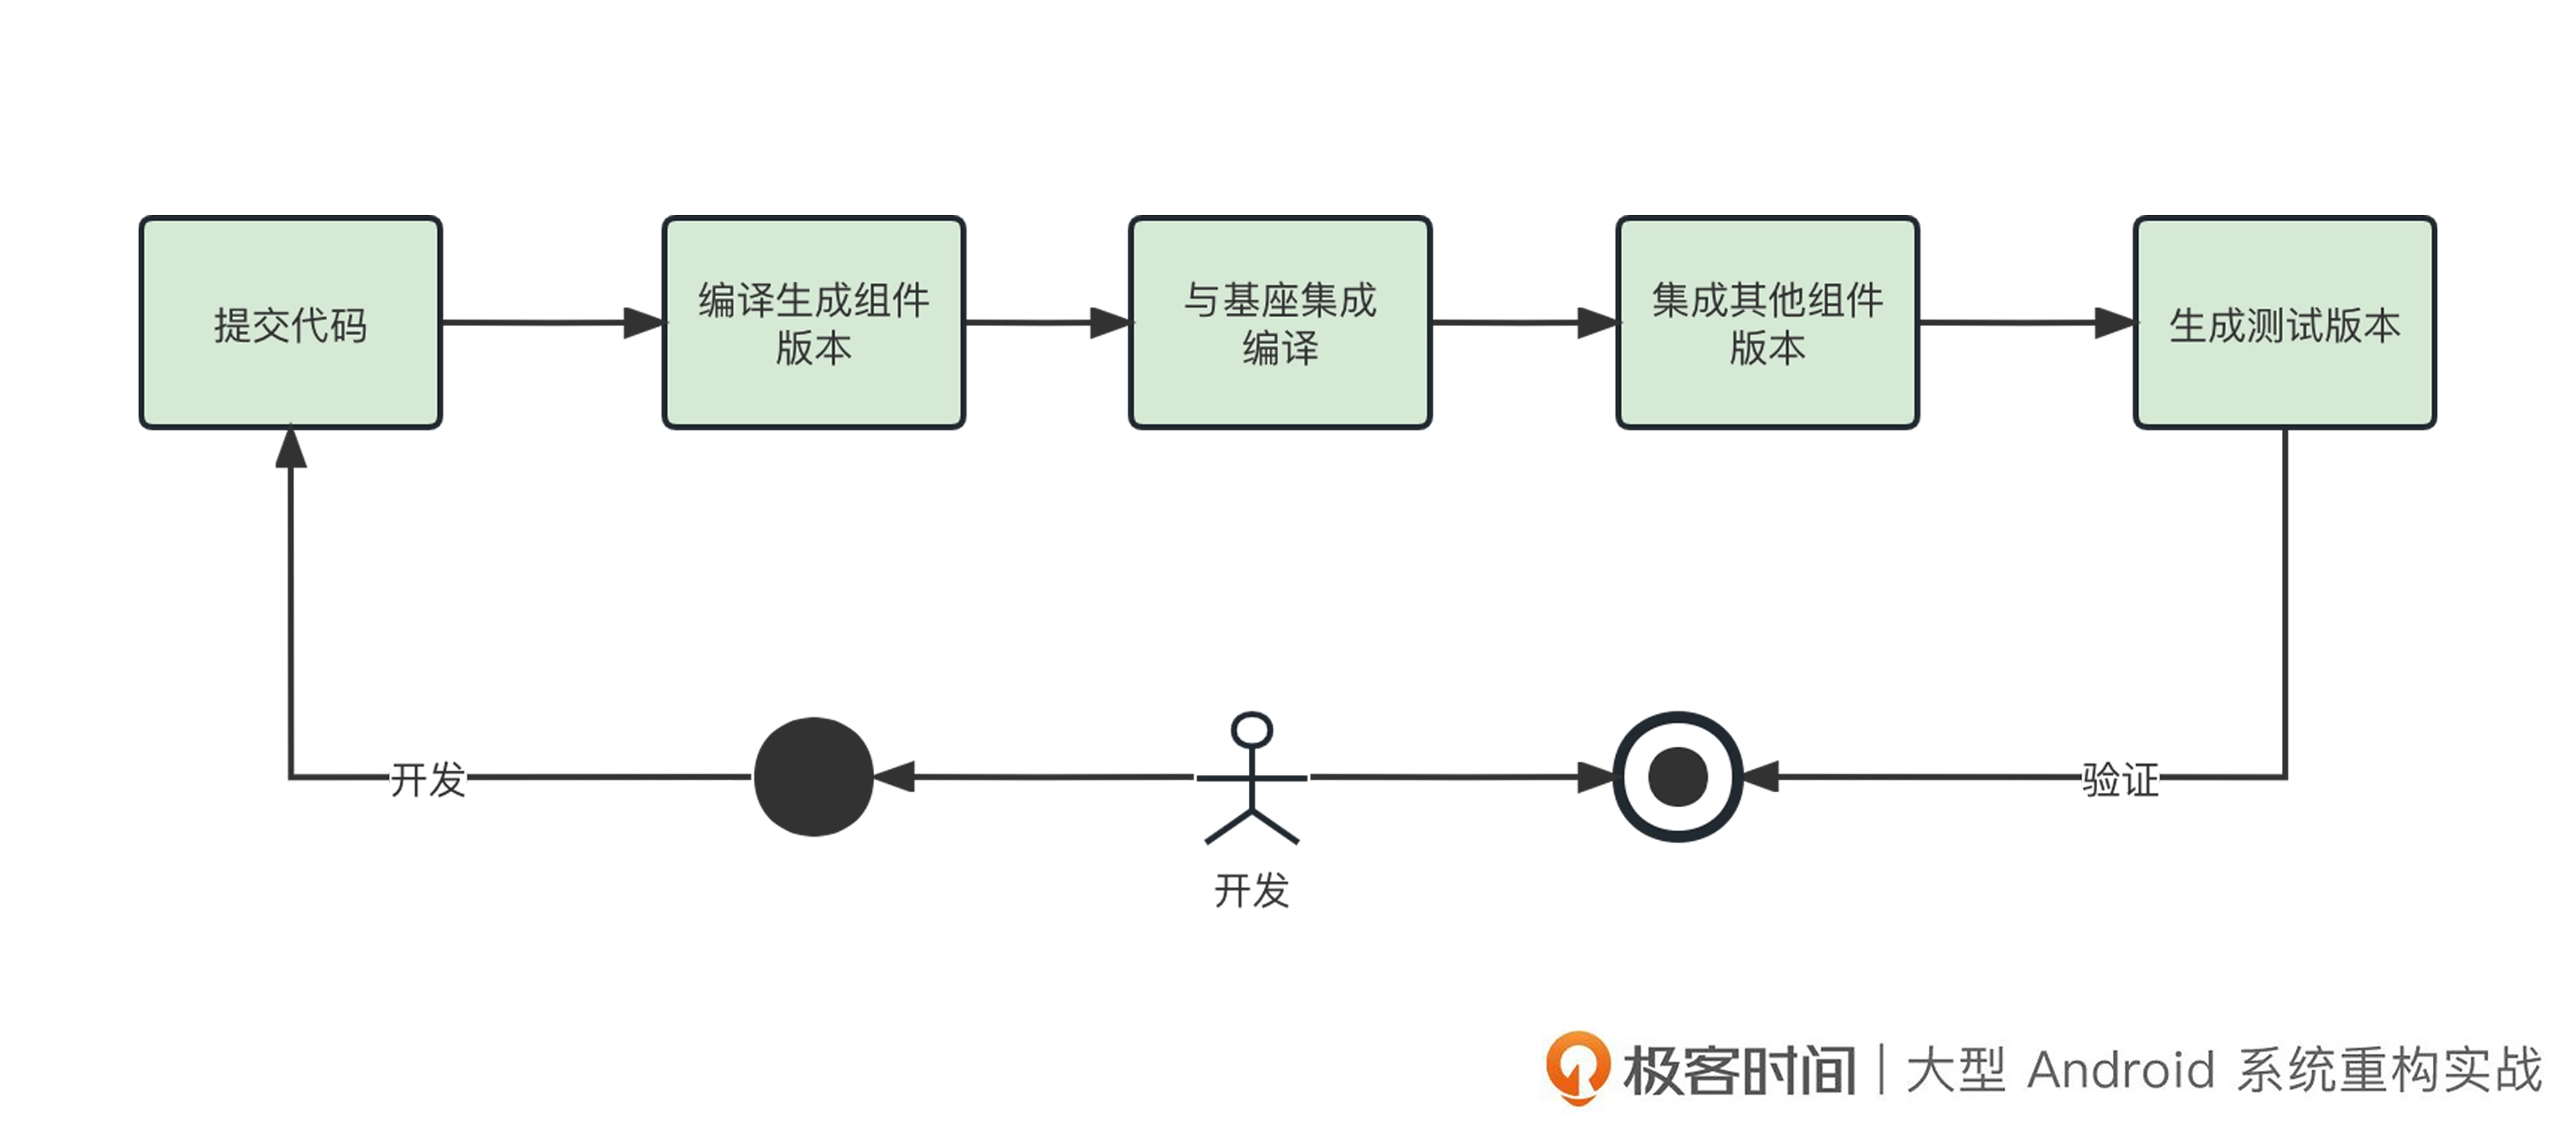 提交代码
编译生成组件
版本
与基座集成
编译
集成其他组件
版本
生成测试版本
开发
验证
开发
极客时间 | 大型 Android 系统重构实战